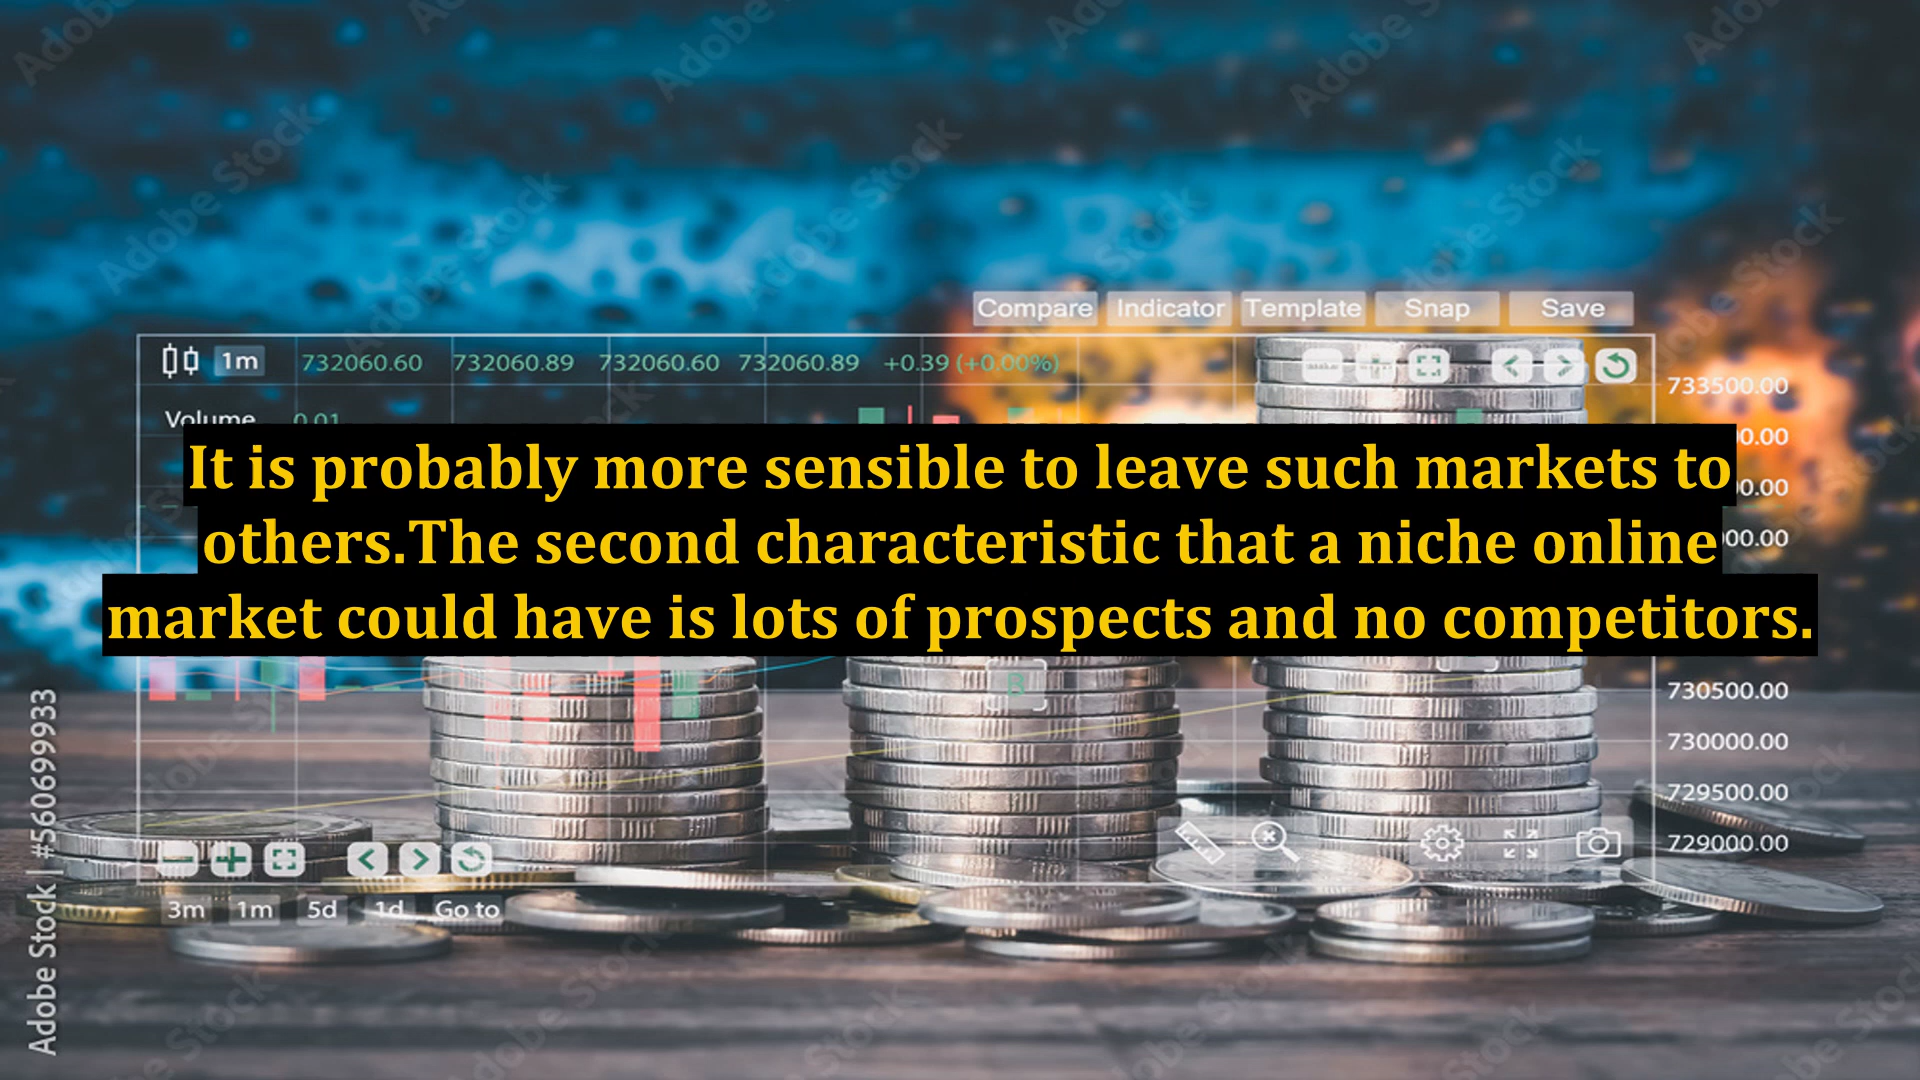 Compare Indicator Template Snap Save
1m 732060.60 732060.89 732060.60 732060.89 +0.39 (+0.00%)
733500.00
Volume 0.01
It is probably more sensible to leave such markets to
others.The second characteristic that a niche online
market could have is lots of prospects and no competitors.
B
730500.00
730000.00
729500.00
729000.00
3m 1m 5d 1d Go to
Adobe Stock | #560699933
Adobe Stock